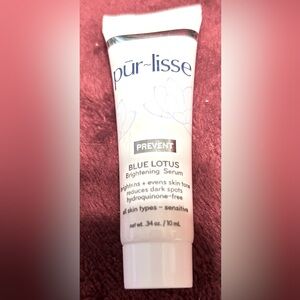 pür~lisse
PREVENT
BLUE LOTUS
Brightening Serum
brightens + evens skin tone
reduces dark spots
hydroquinone-free
all skin types - sensitive
net wt .34 oz. / 10 mL